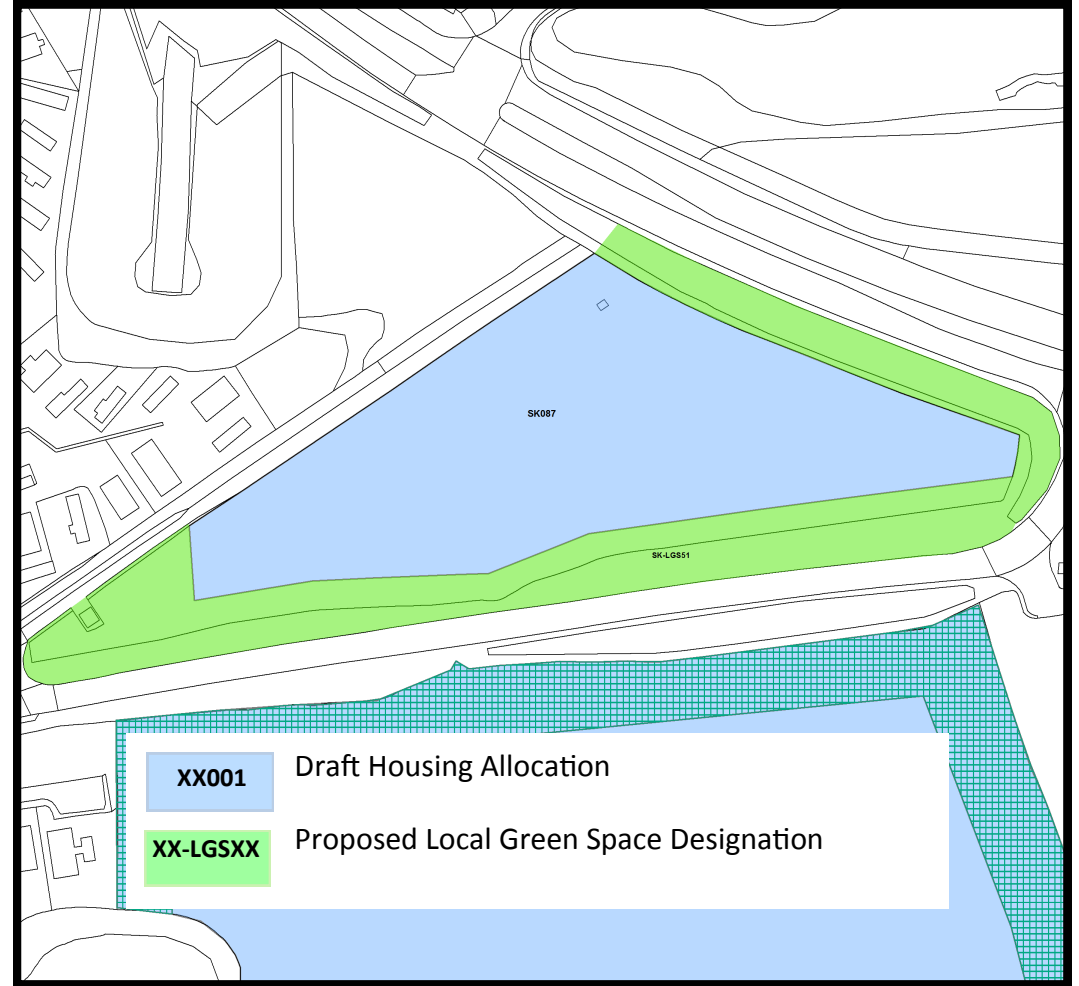 SK087
SK-LGS51
XX001 Draft Housing Allocation
XX-LGSXX Proposed Local Green Space Designation